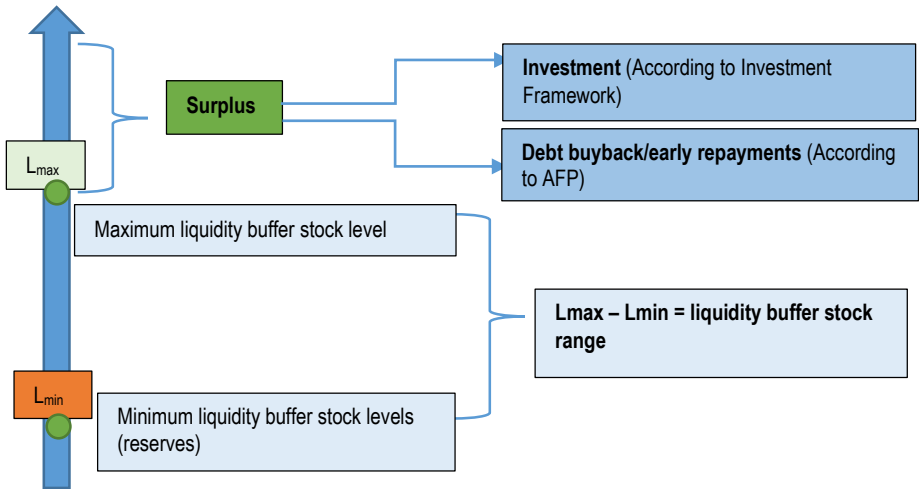 Investment (According to Investment
Framework)
Surplus
Debt buyback/early repayments (According
to AFP)
Lmax
Maximum liquidity buffer stock level
Lmax – Lmin = liquidity buffer stock
range
Lmin
Minimum liquidity buffer stock levels
(reserves)